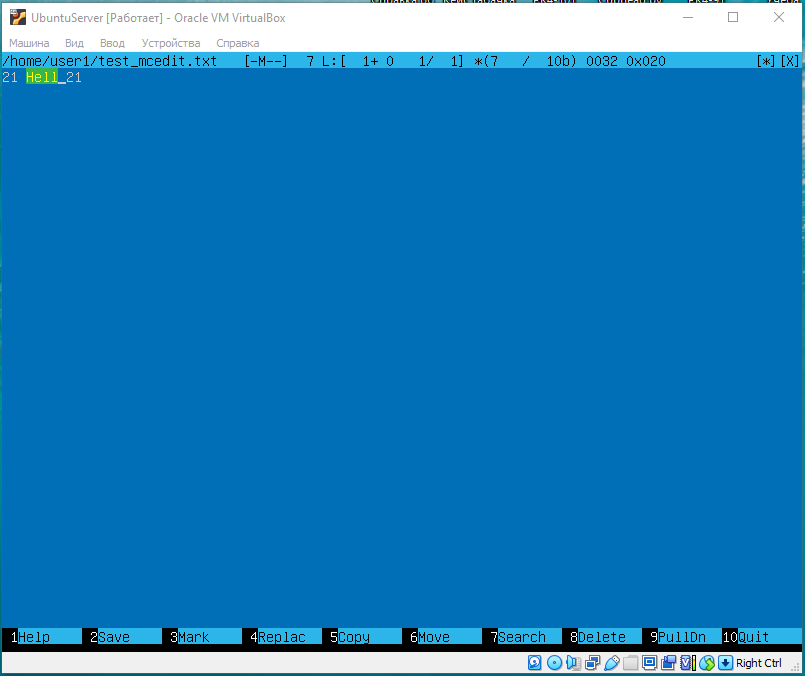 UbuntuServer [Работает] - Oracle VM VirtualBox
Машина Вид Ввод Устройства Справка
/home/user1/test_mcedit.txt [-M--] 7 L:[ 1+ 0 1/ 1] *(7 / 10b) 0032 0x020 [*][X]
21 Hell_21
1Help 2Save 3Mark 4Replac 5Copy 6Move 7Search 8Delete 9PullDn 10Quit
Right Ctrl